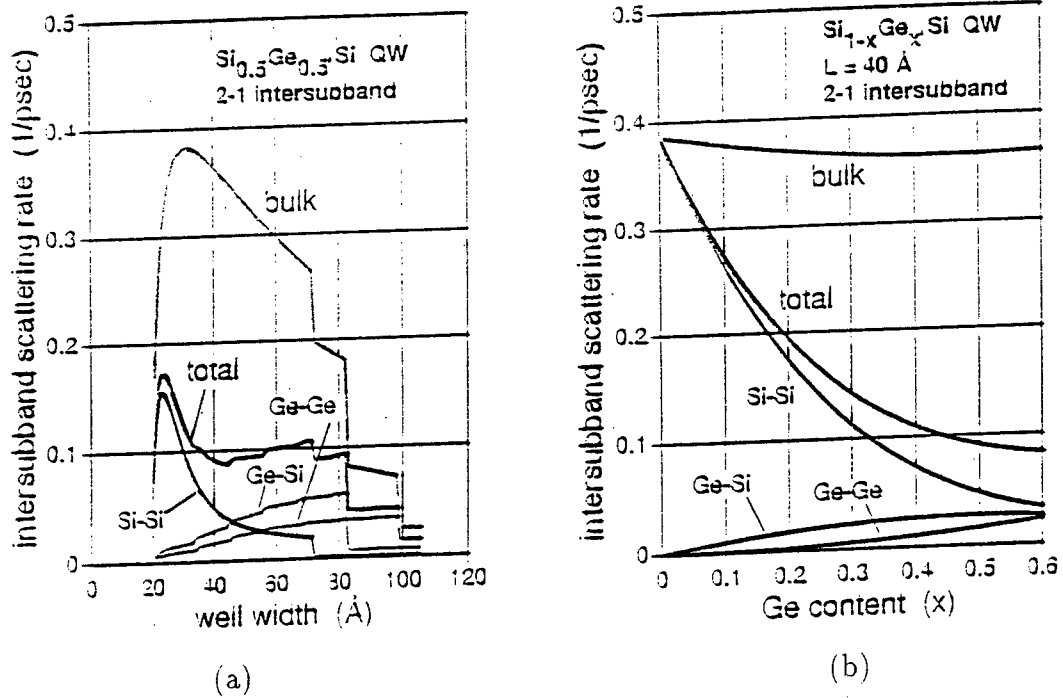 intersubband scattering rate (1/psec)
0.5
0.4
0.3
0.2
0.1
0
Si0.5Ge0.5/Si QW
2-1 intersubband
bulk
total
Ge-Ge
Ge-Si
Si-Si
0 20 40 60 80 100 120
well width (Å)
(a)
intersubband scattering rate (1/psec)
0.5
0.4
0.3
0.2
0.1
0
Si1-xGex/Si QW
L = 40 Å
2-1 intersubband
bulk
total
Si-Si
Ge-Si
Ge-Ge
0 0.1 0.2 0.3 0.4 0.5 0.6
Ge content (x)
(b)